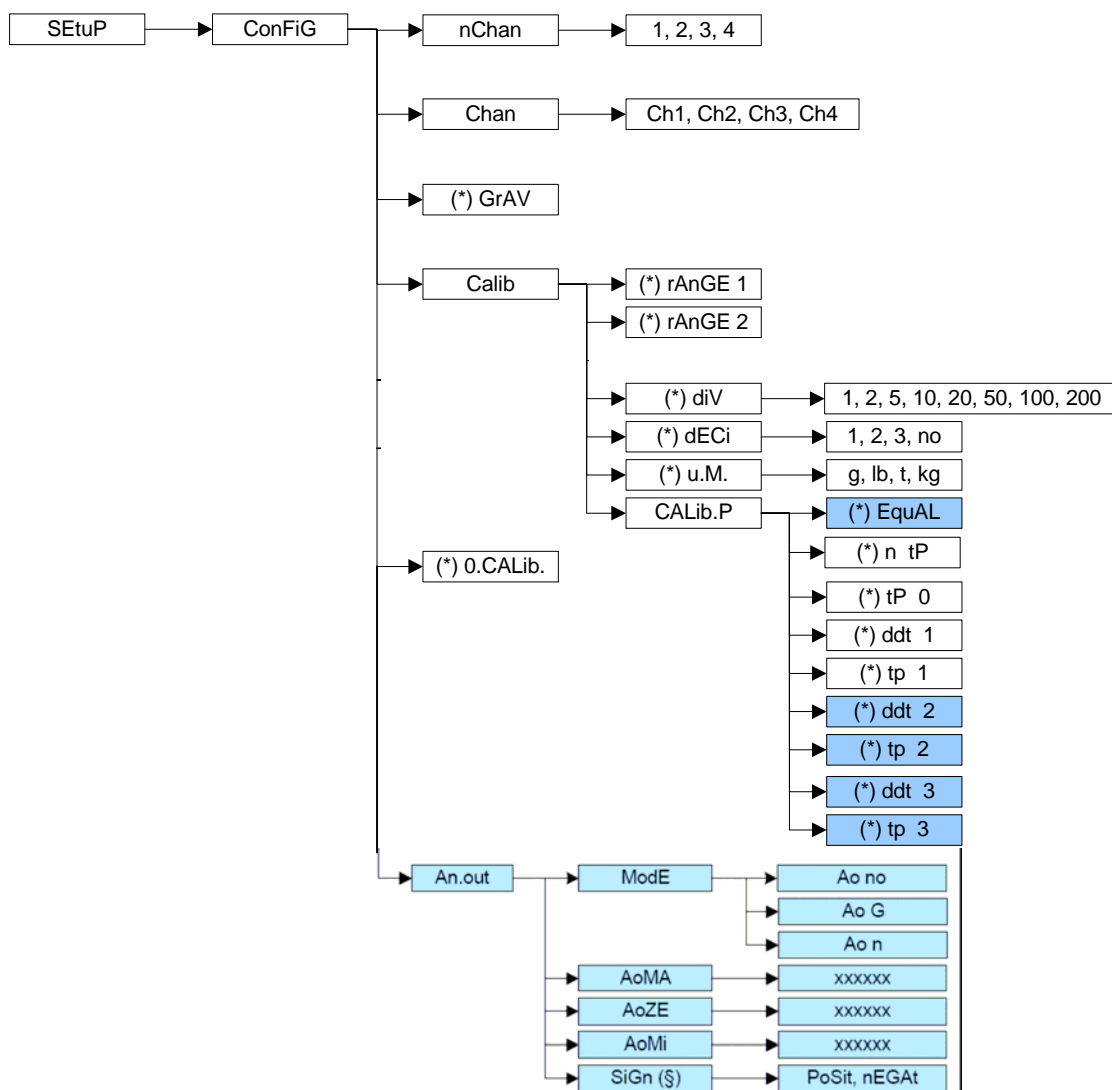 SEtuP
ConFiG
nChan
1, 2, 3, 4
Chan
Ch1, Ch2, Ch3, Ch4
(*) GrAV
Calib
(*) rAnGE 1
(*) rAnGE 2
(*) diV
1, 2, 5, 10, 20, 50, 100, 200
(*) dECi
1, 2, 3, no
(*) u.M.
g, lb, t, kg
CALib.P
(*) EquAL
(*) n tP
(*) 0.CALib.
(*) tP 0
(*) ddt 1
(*) tp 1
(*) ddt 2
(*) tp 2
(*) ddt 3
(*) tp 3
An.out
ModE
Ao no
Ao G
Ao n
AoMA
xxxxxx
AoZE
xxxxxx
AoMi
xxxxxx
SiGn (§)
PoSit, nEGAt